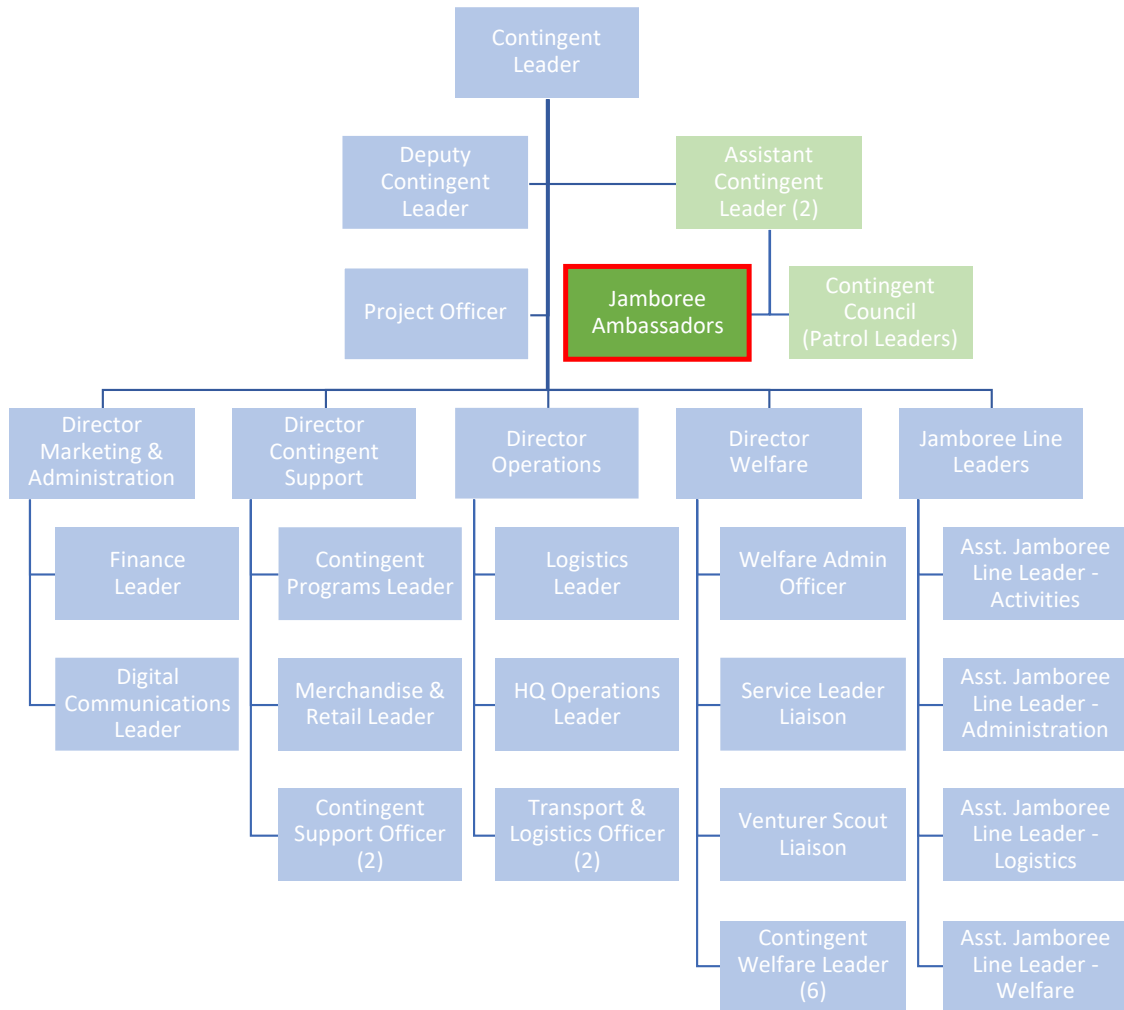 Contingent
Leader
Deputy
Contingent
Leader
Assistant
Contingent
Leader (2)
Project Officer
Jamboree
Ambassadors
Contingent
Council
(Patrol Leaders)
Director
Marketing &
Administration
Director
Contingent
Support
Director
Operations
Director
Welfare
Jamboree Line
Leaders
Finance
Leader
Contingent
Programs Leader
Logistics
Leader
Welfare Admin
Officer
Asst. Jamboree
Line Leader -
Activities
Digital
Communications
Leader
Merchandise &
Retail Leader
HQ Operations
Leader
Service Leader
Liaison
Asst. Jamboree
Line Leader -
Administration
Contingent
Support Officer
(2)
Transport &
Logistics Officer
(2)
Venturer Scout
Liaison
Asst. Jamboree
Line Leader -
Logistics
Contingent
Welfare Leader
(6)
Asst. Jamboree
Line Leader -
Welfare